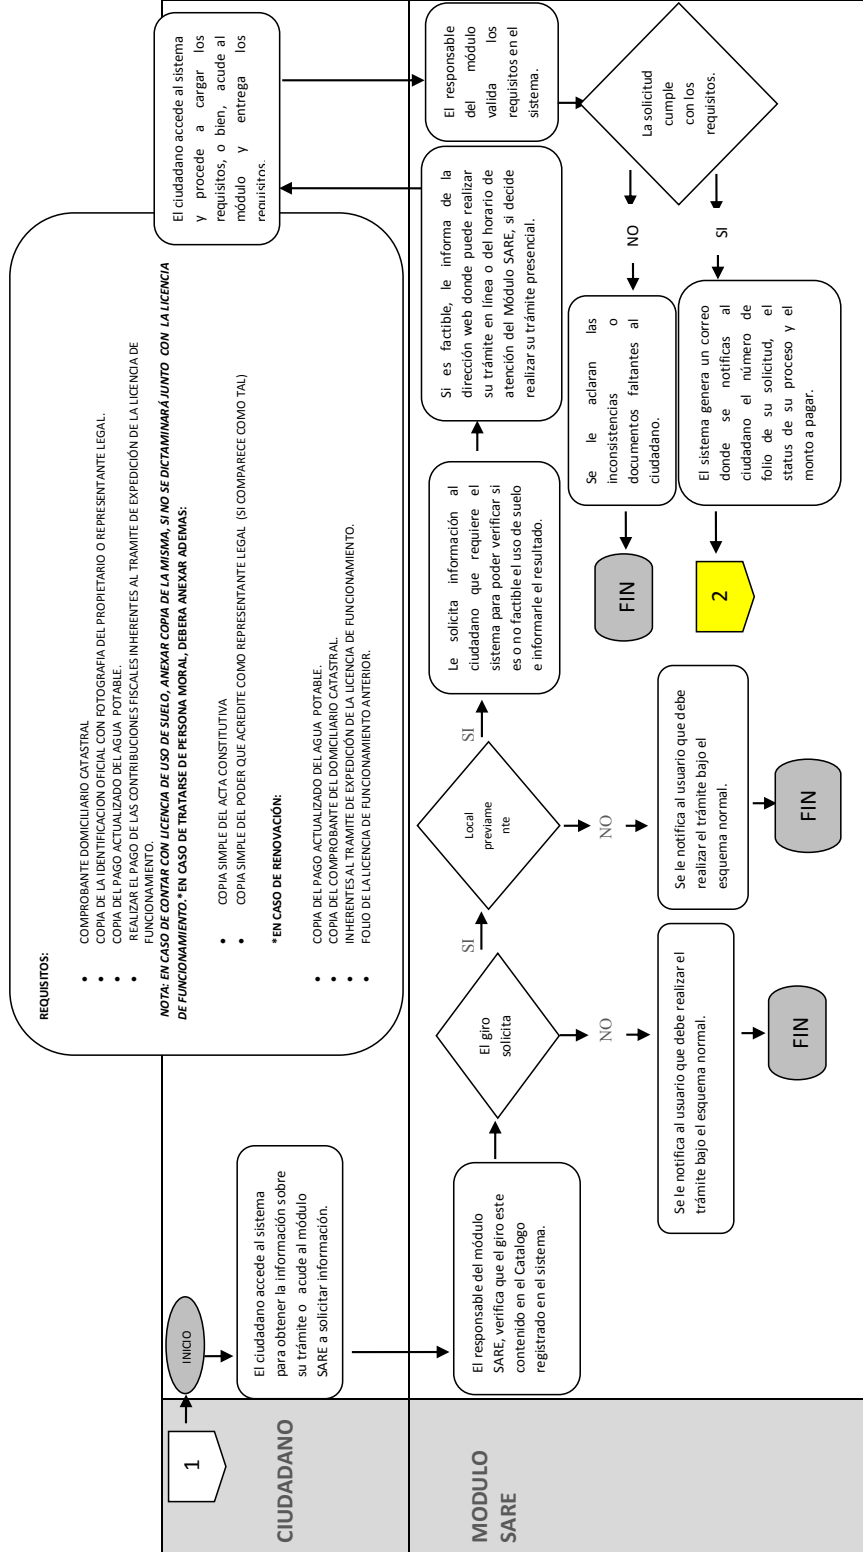 REQUISITOS:
• COMPROBANTE DOMICILIARIO CATASTRAL
• COPIA DE LA IDENTIFICACION OFICIAL CON FOTOGRAFIA DEL PROPIETARIO O REPRESENTANTE LEGAL.
• COPIA DEL PAGO ACTUALIZADO DEL AGUA POTABLE.
• REALIZAR EL PAGO DE LAS CONTRIBUCIONES FISCALES INHERENTES AL TRAMITE DE EXPEDICIÓN DE LA LICENCIA DE
FUNCIONAMIENTO.
NOTA: EN CASO DE CONTAR CON LICENCIA DE USO DE SUELO, ANEXAR COPIA DE LA MISMA, SI NO SE DICTAMINARÁ JUNTO CON LA LICENCIA
DE FUNCIONAMIENTO.*EN CASO DE TRATARSE DE PERSONA MORAL, DEBERA ANEXAR ADEMAS:
• COPIA SIMPLE DEL ACTA CONSTITUTIVA
• COPIA SIMPLE DEL PODER QUE ACREDITE COMO REPRESENTANTE LEGAL (SI COMPARECE COMO TAL)
*EN CASO DE RENOVACIÓN:
• COPIA DEL PAGO ACTUALIZADO DEL AGUA POTABLE.
• COPIA DEL COMPROBANTE DEL DOMICILIARIO CATASTRAL.
• INHERENTES AL TRAMITE DE EXPEDICIÓN DE LA LICENCIA DE FUNCIONAMIENTO.
• FOLIO DE LA LICENCIA DE FUNCIONAMIENTO ANTERIOR.
1
INICIO
CIUDADANO
El ciudadano accede al sistema
para obtener la información sobre
su trámite o acude al módulo
SARE a solicitar información.
El ciudadano accede al sistema
y procede a cargar los
requisitos, o bien, acude al
módulo y entrega los
requisitos.
MODULO
SARE
El responsable del módulo
SARE, verifica que el giro este
contenido en el Catalogo
registrado en el sistema.
El giro
solicita
SI
NO
Se le notifica al usuario que debe realizar el
trámite bajo el esquema normal.
FIN
Local
previame
nte
SI
NO
Se le notifica al usuario que debe
realizar el trámite bajo el
esquema normal.
FIN
Le solicita información al
ciudadano que requiere el
sistema para poder verificar si
es o no factible el uso de suelo
e informarle el resultado.
Si es factible, le informa de la
dirección web donde puede realizar
su trámite en línea o del horario de
atención del Módulo SARE, si decide
realizar su trámite presencial.
El responsable
del módulo
valida los
requisitos en el
sistema.
La solicitud
cumple
con los
requisitos.
NO
Se le aclaran las
inconsistencias o
documentos faltantes al
ciudadano.
FIN
SI
El sistema genera un correo
donde se notificas al
ciudadano el número de
folio de su solicitud, el
status de su proceso y el
monto a pagar.
2